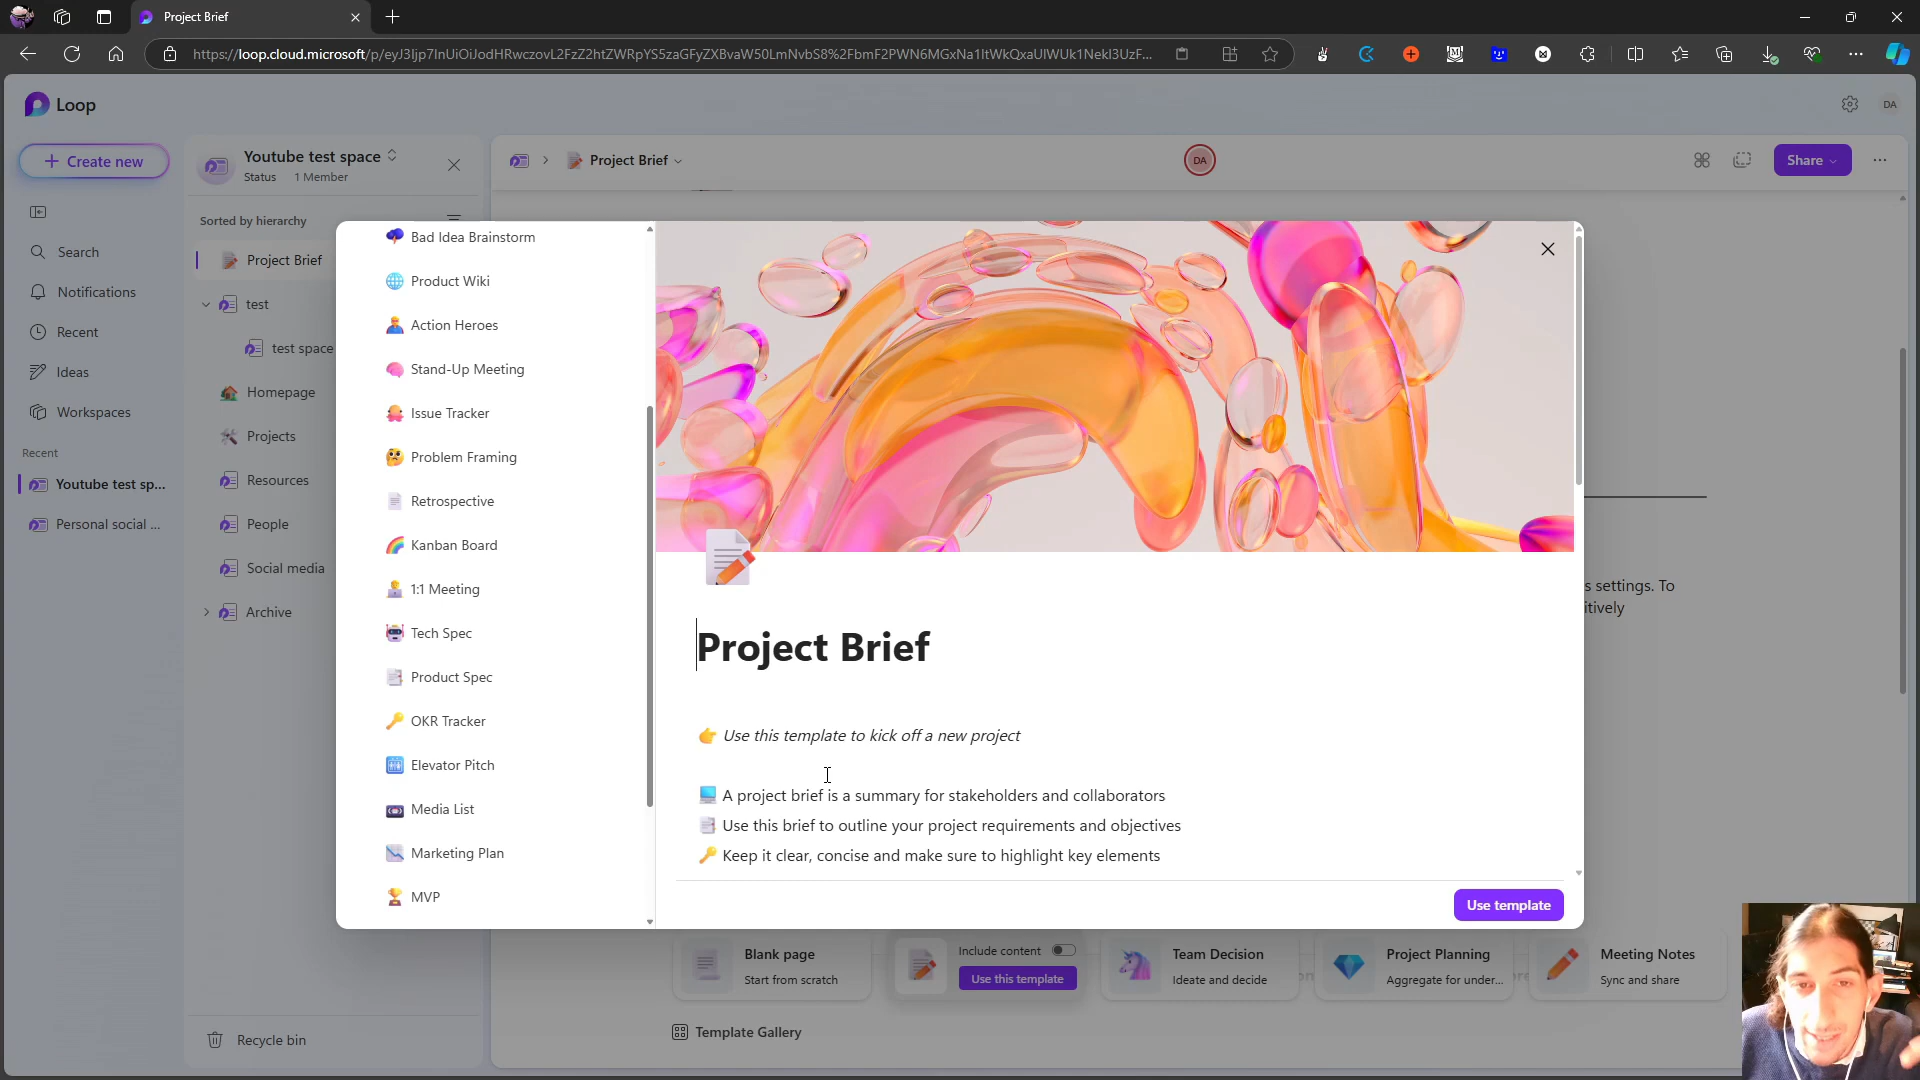 Project Brief
https://loop.cloud.microsoft/p/
Loop
DA
Create new
Youtube test space
Status 1 Member
Project Brief
DA
Share
Sorted by hierarchy
Search
Notifications
Recent
Ideas
Workspaces
Recent
Youtube test sp...
Personal social ...
Project Brief
test
test space
Homepage
Projects
Resources
People
Social media
Archive
Recycle bin
Bad Idea Brainstorm
Product Wiki
Action Heroes
Stand-Up Meeting
Issue Tracker
Problem Framing
Retrospective
Kanban Board
1:1 Meeting
Tech Spec
Product Spec
OKR Tracker
Elevator Pitch
Media List
Marketing Plan
MVP
Project Brief
Use this template to kick off a new project
A project brief is a summary for stakeholders and collaborators
Use this brief to outline your project requirements and objectives
Keep it clear, concise and make sure to highlight key elements
Use template
s settings. To
itively
Blank page
Start from scratch
Include content
Use this template
Team Decision
Ideate and decide
Project Planning
Aggregate for under...
Meeting Notes
Sync and share
Template Gallery